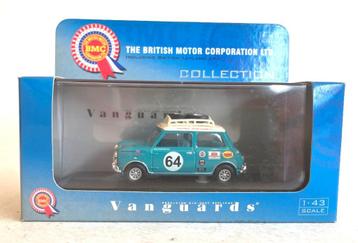 BMC
THE BRITISH MOTOR CORPORATION LTD
COLLECTION
Vanguards
64
BMC
Vanguards
1:43
SCALE